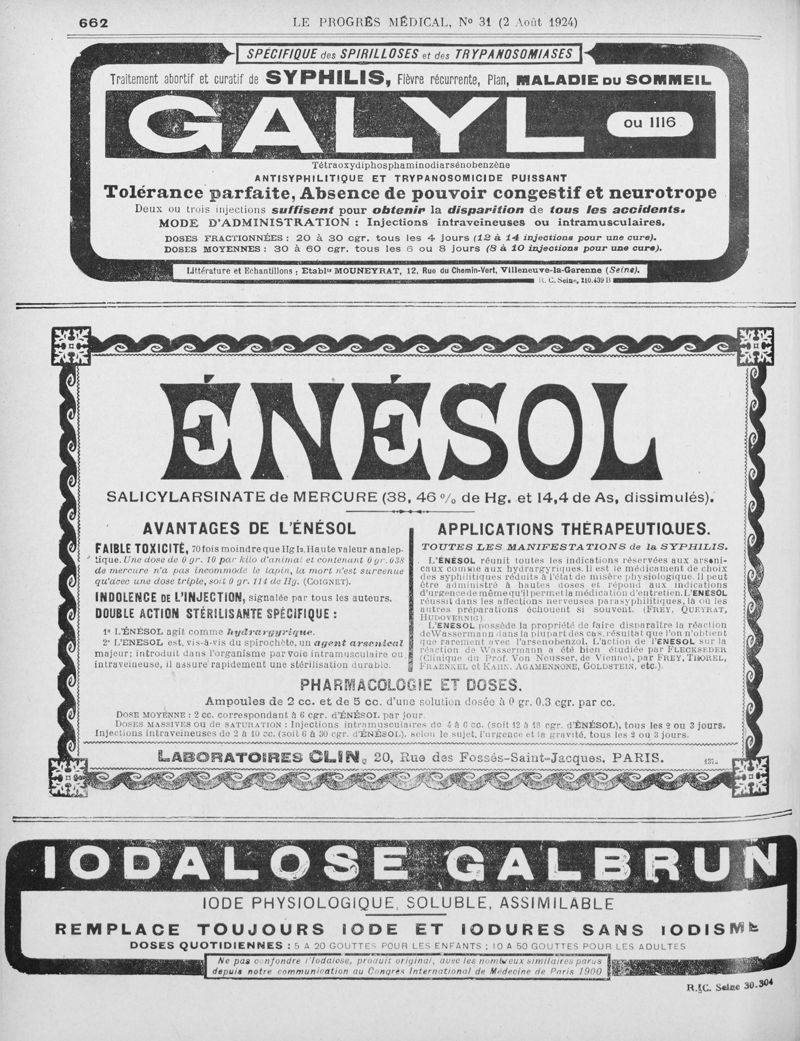 662
LE PROGRÈS MÉDICAL, No 31 (2 Août 1924)
SPÉCIFIQUE des SPIRILLOSES et des TRYPANOSOMIASES
Traitement abortif et curatif de SYPHILIS, Fièvre récurrente, Pian, MALADIE DU SOMMEIL
GALYL ou 1116
Tétraoxydiphosphaminodiarsénobenzène
ANTISYPHILITIQUE ET TRYPANOSOMICIDE PUISSANT
Tolérance parfaite, Absence de pouvoir congestif et neurotrope
Deux ou trois injections suffisent pour obtenir la disparition de tous les accidents.
MODE D'ADMINISTRATION : Injections intraveineuses ou intramusculaires.
DOSES FRACTIONNÉES : 20 à 30 cgr. tous les 4 jours (12 à 14 injections pour une cure).
DOSES MOYENNES : 30 à 60 cgr. tous les 6 ou 8 jours (8 à 10 injections pour une cure).
Littérature et Echantillons : Etablts MOUNEYRAT, 12, Rue du Chemin-Vert, Villeneuve-la-Garenne (Seine).
R. C. Seine, 210.439 B
ÉNÉSOL
SALICYLARSINATE de MERCURE (38, 46 % de Hg. et 14,4 de As, dissimulés).
AVANTAGES DE L'ÉNÉSOL
FAIBLE TOXICITÉ, 70 fois moindre que Hg I2. Haute valeur analep-
tique. Une dose de 0 gr. 10 par kilo d'animal et contenant 0 gr. 038
de mercure n'a pas incommodé le lapin, la mort n'est survenue
qu'avec une dose triple, soit 0 gr. 114 de Hg. (COIGNET).
INDOLENCE DE L'INJECTION, signalée par tous les auteurs.
DOUBLE ACTION STÉRILISANTE SPÉCIFIQUE :
1° L'ÉNÉSOL agit comme hydrargyrique.
2° L'ENESOL est, vis-à-vis du spirochète, un agent arsenical
majeur; introduit dans l'organisme par voie intramusculaire ou
intraveineuse, il assure rapidement une stérilisation durable.
APPLICATIONS THÉRAPEUTIQUES.
TOUTES LES MANIFESTATIONS de la SYPHILIS.
L'ÉNÉSOL réunit toutes les indications réservées aux arseni-
caux comme aux hydrargyriques. Il est le médicament de choix
des syphilitiques réduits à l'état de misère physiologique. Il peut
être administré à hautes doses et répond aux indications
d'urgence de même qu'il permet la médication d'entretien. L'ENÉSOL
réussit dans les affections nerveuses parasyphilitiques, là où les
autres préparations échouent si souvent. (FREY, QUEYRAT,
HUDOVERNIG).
L'ENESOL possède la propriété de faire disparaître la réaction
de Wassermann dans la plupart des cas, résultat que l'on n'obtient
que rarement avec l'arsenobenzol. L'action de l'ENESOL sur la
réaction de Wassermann a été bien étudiée par FLECKSEDER
(Clinique du Prof. Von Neusser, de Vienne), par FREY, THOREL,
FRAENKEL et KAHN, AGAMENNONE, GOLDSTEIN, etc.).
PHARMACOLOGIE ET DOSES.
Ampoules de 2 cc. et de 5 cc. d'une solution dosée à 0 gr. 0.3 cgr. par cc.
DOSE MOYENNE : 2 cc. correspondant à 6 cgr. d'ÉNÉSOL par jour.
DOSES MASSIVES ou de SATURATION : Injections intramusculaires de 4 à 6 cc. (soit 12 à 18 cgr. d'ÉNÉSOL), tous les 2 ou 3 jours.
Injections intraveineuses de 2 à 10 cc. (soit 6 à 30 cgr. d'ÉNÉSOL), selon le sujet, l'urgence et la gravité, tous les 2 ou 3 jours.
LABORATOIRES CLIN, 20, Rue des Fossés-Saint-Jacques, PARIS.
IODALOSE GALBRUN
IODE PHYSIOLOGIQUE, SOLUBLE, ASSIMILABLE
REMPLACE TOUJOURS IODE ET IODURES SANS IODISME
DOSES QUOTIDIENNES : 5 A 20 GOUTTES POUR LES ENFANTS ; 10 A 50 GOUTTES POUR LES ADULTES
Ne pas confondre l'Iodalose, produit original, avec les nombreux similaires parus
depuis notre communication au Congrès International de Médecine de Paris 1900
R. C. Seine 30.304